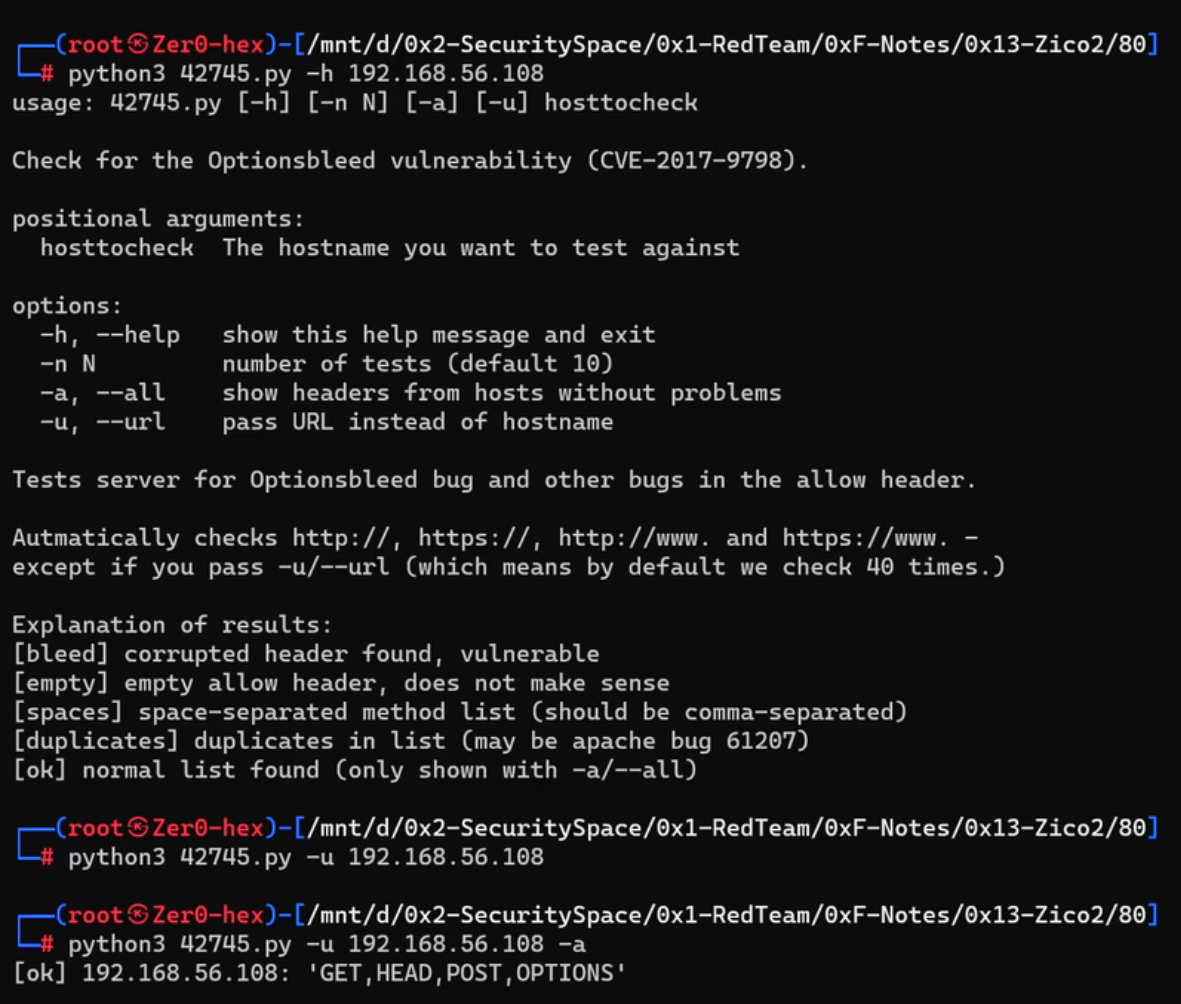 ┌──(root㉿Zer0-hex)-[/mnt/d/0x2-SecuritySpace/0x1-RedTeam/0xF-Notes/0x13-Zico2/80]
└─# python3 42745.py -h 192.168.56.108
usage: 42745.py [-h] [-n N] [-a] [-u] hosttocheck
Check for the Optionsbleed vulnerability (CVE-2017-9798).
positional arguments:
  hosttocheck  The hostname you want to test against
options:
  -h, --help   show this help message and exit
  -n N         number of tests (default 10)
  -a, --all    show headers from hosts without problems
  -u, --url    pass URL instead of hostname
Tests server for Optionsbleed bug and other bugs in the allow header.
Autmatically checks http://, https://, http://www. and https://www. -
except if you pass -u/--url (which means by default we check 40 times.)
Explanation of results:
[bleed] corrupted header found, vulnerable
[empty] empty allow header, does not make sense
[spaces] space-separated method list (should be comma-separated)
[duplicates] duplicates in list (may be apache bug 61207)
[ok] normal list found (only shown with -a/--all)
┌──(root㉿Zer0-hex)-[/mnt/d/0x2-SecuritySpace/0x1-RedTeam/0xF-Notes/0x13-Zico2/80]
└─# python3 42745.py -u 192.168.56.108
┌──(root㉿Zer0-hex)-[/mnt/d/0x2-SecuritySpace/0x1-RedTeam/0xF-Notes/0x13-Zico2/80]
└─# python3 42745.py -u 192.168.56.108 -a
[ok] 192.168.56.108: 'GET,HEAD,POST,OPTIONS'